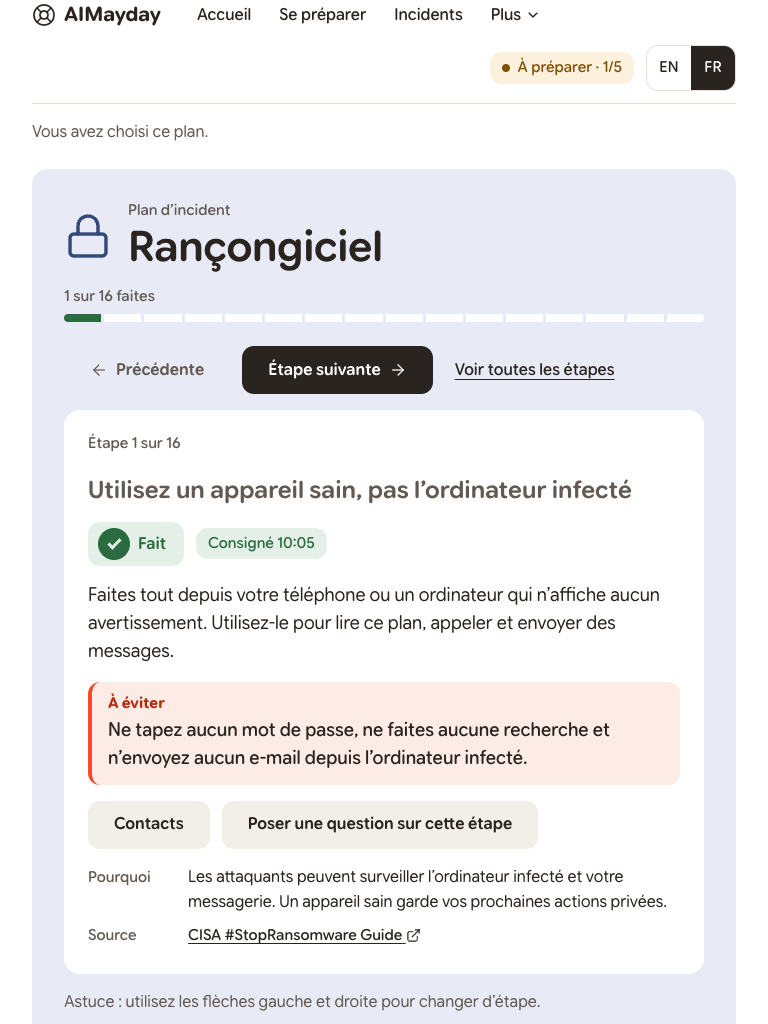 AIMayday
Accueil
Se préparer
Incidents
Plus
À préparer · 1/5
EN
FR
Vous avez choisi ce plan.
Plan d’incident
Rançongiciel
1 sur 16 faites
Précédente
Étape suivante
Voir toutes les étapes
Étape 1 sur 16
Utilisez un appareil sain, pas l’ordinateur infecté
Fait
Consigné 10:05
Faites tout depuis votre téléphone ou un ordinateur qui n’affiche aucun
avertissement. Utilisez-le pour lire ce plan, appeler et envoyer des
messages.
À éviter
Ne tapez aucun mot de passe, ne faites aucune recherche et
n’envoyez aucun e-mail depuis l’ordinateur infecté.
Contacts
Poser une question sur cette étape
Pourquoi
Les attaquants peuvent surveiller l’ordinateur infecté et votre
messagerie. Un appareil sain garde vos prochaines actions privées.
Source
CISA #StopRansomware Guide
Astuce : utilisez les flèches gauche et droite pour changer d’étape.